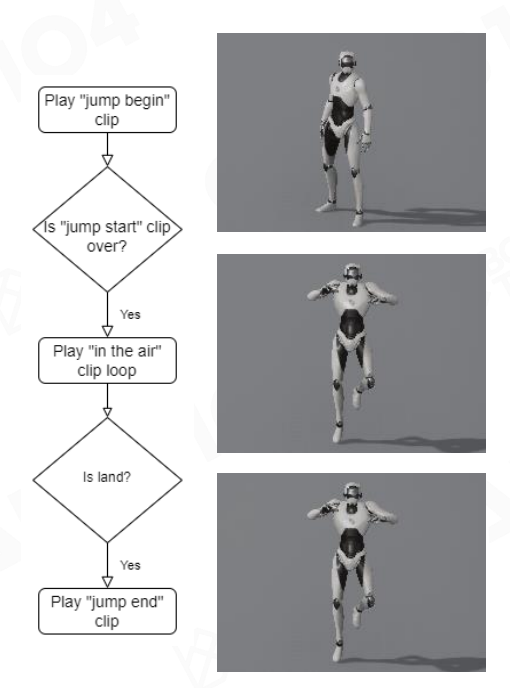 Play "jump begin"
clip
Is "jump start" clip
over?
Yes
Play "in the air"
clip loop
Is land?
Yes
Play "jump end"
clip